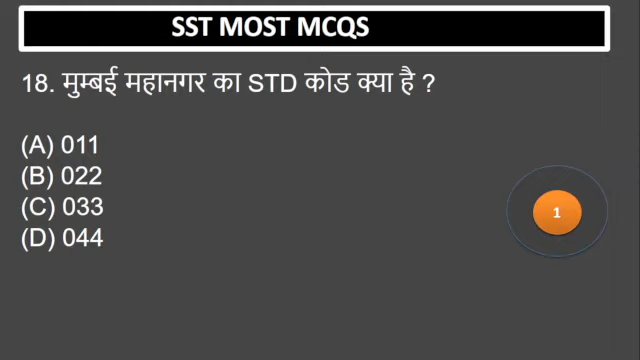 SST MOST MCQS
18. मुम्बई महानगर का STD कोड क्या है ?
(A) 011
(B) 022
(C) 033
(D) 044
1